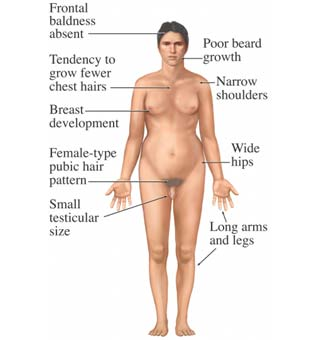 Frontal
baldness
absent
Poor beard
growth
Tendency to
grow fewer
chest hairs
Narrow
shoulders
Breast
development
Female-type
pubic hair
pattern
Wide
hips
Small
testicular
size
Long arms
and legs